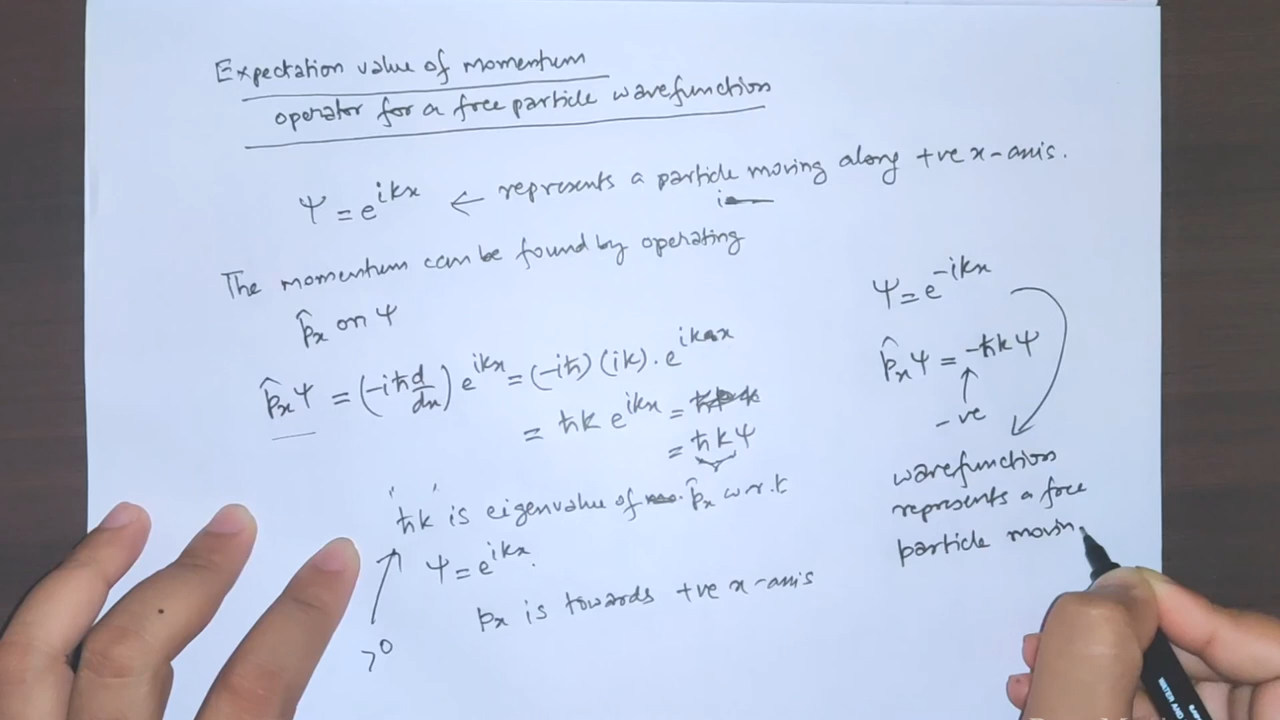 Expectation value of momentum
operator for a free particle wavefunction
Ψ = e^{ikx} ← represents a particle moving along +ve x-axis.
The momentum can be found by operating
p̂ₓ on Ψ
p̂ₓΨ = (-iħ d/dx) e^{ikx} = (-iħ)(ik). e^{ikx}
= ħk e^{ikx} =
= ħkΨ
'ħk' is eigenvalue of p̂ₓ w.r.t
Ψ = e^{ikx}.
pₓ is towards +ve x-axis
>0
Ψ = e^{-ikx}
p̂ₓΨ = -ħkΨ
-ve
wavefunction
represents a free
particle movin
WATER AND